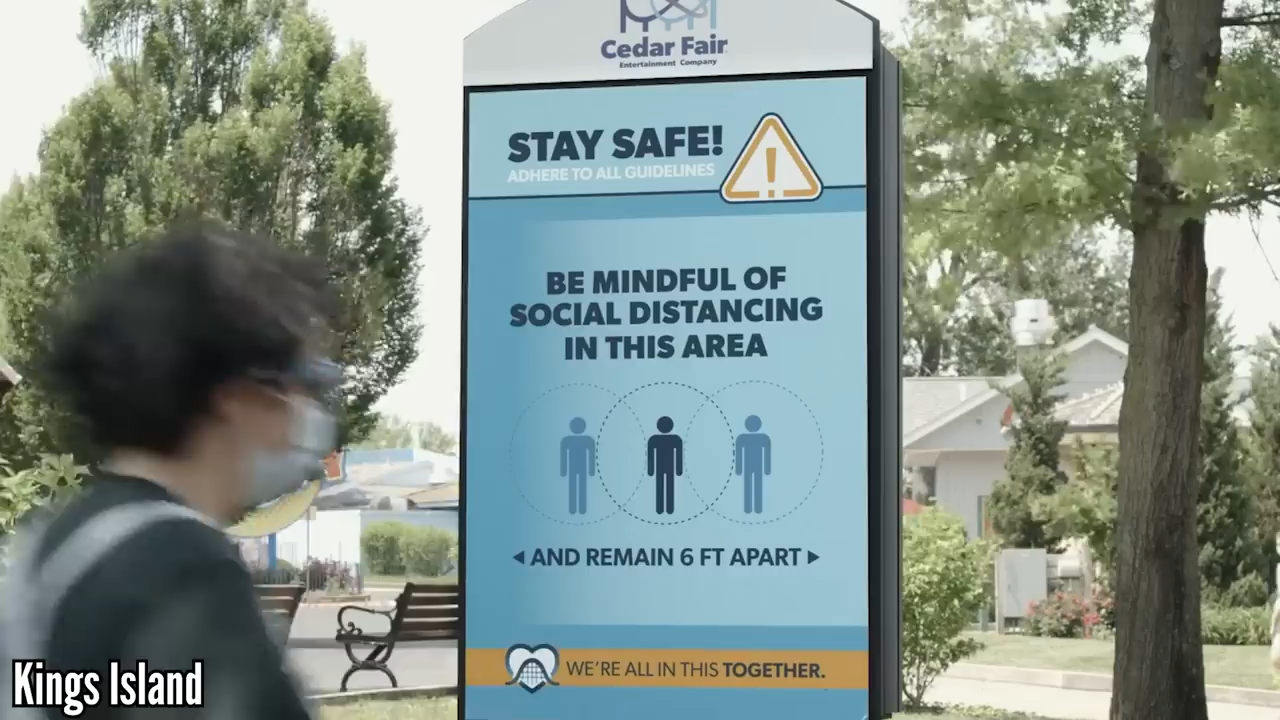 Cedar Fair
Entertainment Company
STAY SAFE!
ADHERE TO ALL GUIDELINES
!
BE MINDFUL OF
SOCIAL DISTANCING
IN THIS AREA
AND REMAIN 6 FT APART
WE'RE ALL IN THIS TOGETHER.
Kings Island